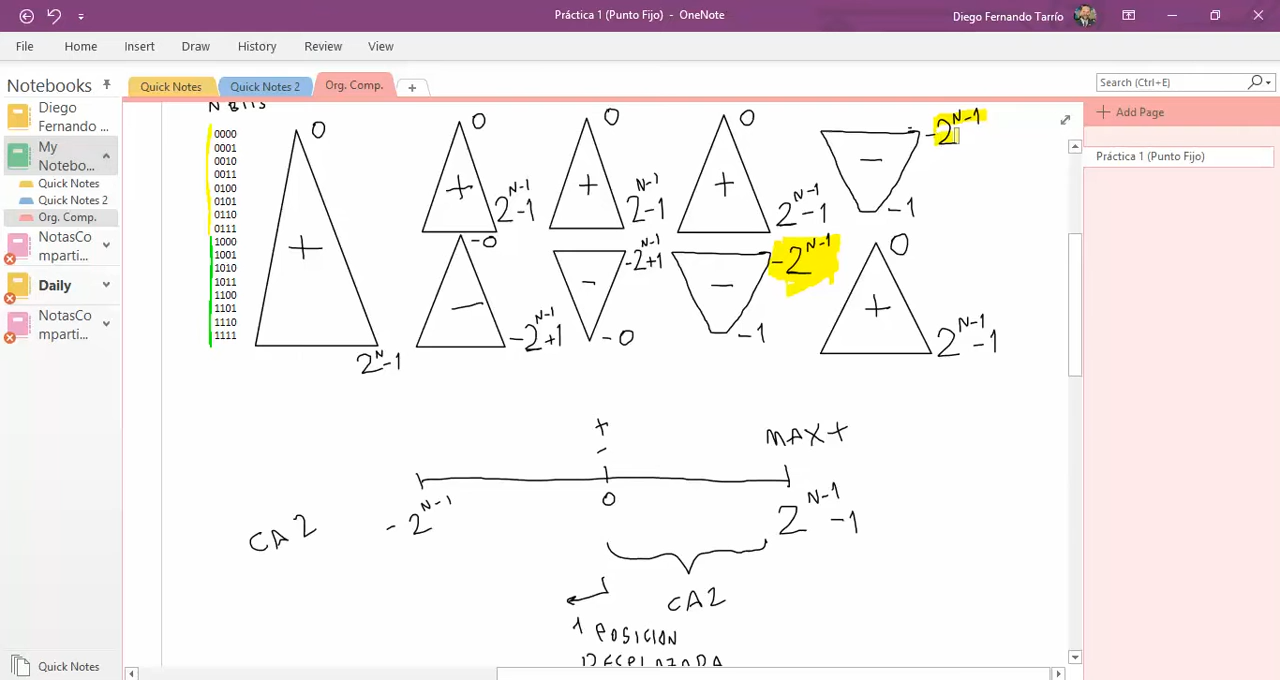 Práctica 1 (Punto Fijo) - OneNote
Diego Fernando Tarrío
File Home Insert Draw History Review View
Notebooks
Quick Notes
Quick Notes 2
Org. Comp.
+
Search (Ctrl+E)
Diego
Fernando ...
My
Notebo...
Quick Notes
Quick Notes 2
Org. Comp.
NotasCo
mparti...
Daily
NotasCo
mparti...
Quick Notes
Add Page
Práctica 1 (Punto Fijo)
N BITS
0000
0001
0010
0011
0100
0101
0110
0111
1000
1001
1010
1011
1100
1101
1110
1111
0
+
2^N-1
0
+
2^N-1 -1
-0
-
-2^N-1 +1
0
+
2^N-1 -1
-2^N-1 +1
-
-0
0
+
2^N-1 -1
-2^N-1
-
-1
-2^N-1
-
-1
0
+
2^N-1 -1
+
-
MAX +
-2^N-1
0
2^N-1 -1
CA2
CA2
1 POSICION
DESPLAZADA